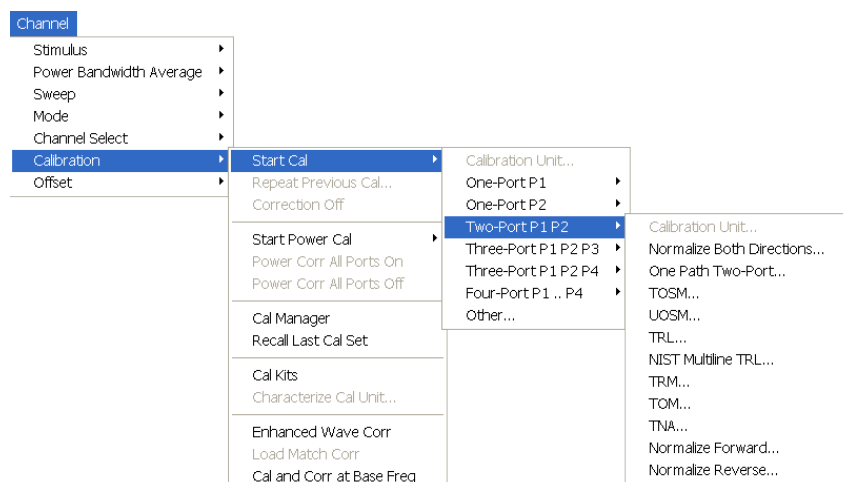 Channel
Stimulus
Power Bandwidth Average
Sweep
Mode
Channel Select
Calibration
Offset
Start Cal
Repeat Previous Cal...
Correction Off
Start Power Cal
Power Corr All Ports On
Power Corr All Ports Off
Cal Manager
Recall Last Cal Set
Cal Kits
Characterize Cal Unit...
Enhanced Wave Corr
Load Match Corr
Cal and Corr at Base Freq
Calibration Unit...
One-Port P1
One-Port P2
Two-Port P1 P2
Three-Port P1 P2 P3
Three-Port P1 P2 P4
Four-Port P1 .. P4
Other...
Calibration Unit...
Normalize Both Directions...
One Path Two-Port...
TOSM...
UOSM...
TRL...
NIST Multiline TRL...
TRM...
TOM...
TNA...
Normalize Forward...
Normalize Reverse...